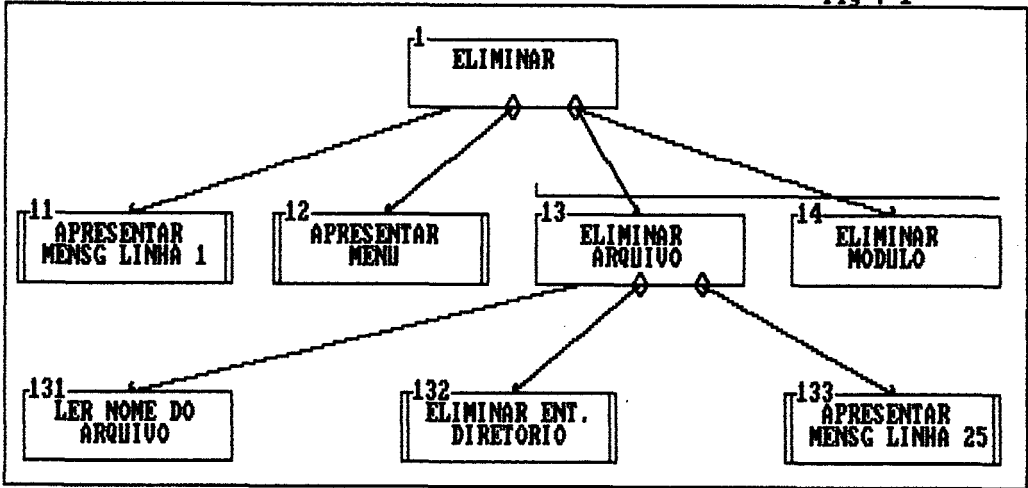 1
ELIMINAR
11
APRESENTAR
MENSG LINHA 1
12
APRESENTAR
MENU
13
ELIMINAR
ARQUIVO
14
ELIMINAR
MODULO
131
LER NOME DO
ARQUIVO
132
ELIMINAR ENT.
DIRETORIO
133
APRESENTAR
MENSG LINHA 25